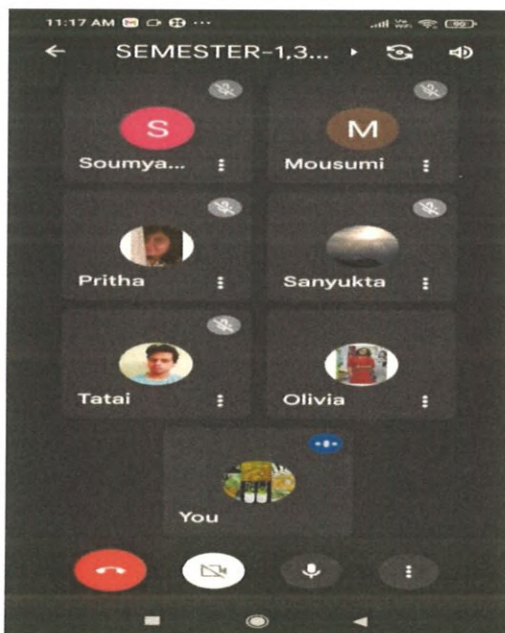 11:17 AM
SEMESTER-1,3...
S
M
Soumya...
Mousumi
Pritha
Sanyukta
Tatai
Olivia
You